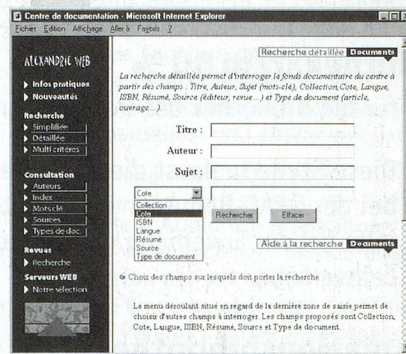 Centre de documentation - Microsoft Internet Explorer
Fichier Edition Affichage Aller à Favoris ?
ALEXANDRIE WEB
Infos pratiques
Nouveautés
Recherche
Simplifiée
Détaillée
Multi critères
Consultation
Auteurs
Index
Mots clé
Sources
Types de doc.
Revues
Recherche
Serveurs WEB
Notre sélection
Recherche détaillée Documents
La recherche détaillée permet d'interroger le fonds documentaire du centre à
partir des champs : Titre, Auteur, Sujet (mots-clé), Collection, Cote, Langue,
ISBN, Résumé, Source (éditeur, revue...) et Type de document (article,
ouvrage...).
Titre :
Auteur :
Sujet :
Cote
Collection
Cote
ISBN
Langue
Résume
Source
Type de document
Rechercher Effacer
Aide à la recherche Documents
Choix des champs sur lesquels doit porter la recherche
Le menu déroulant situé en regard de la dernière zone de saisie permet de
choisir d'autres champs à interroger. Les champs proposés sont Collection,
Cote, Langue, ISBN, Résumé, Source et Type de document.